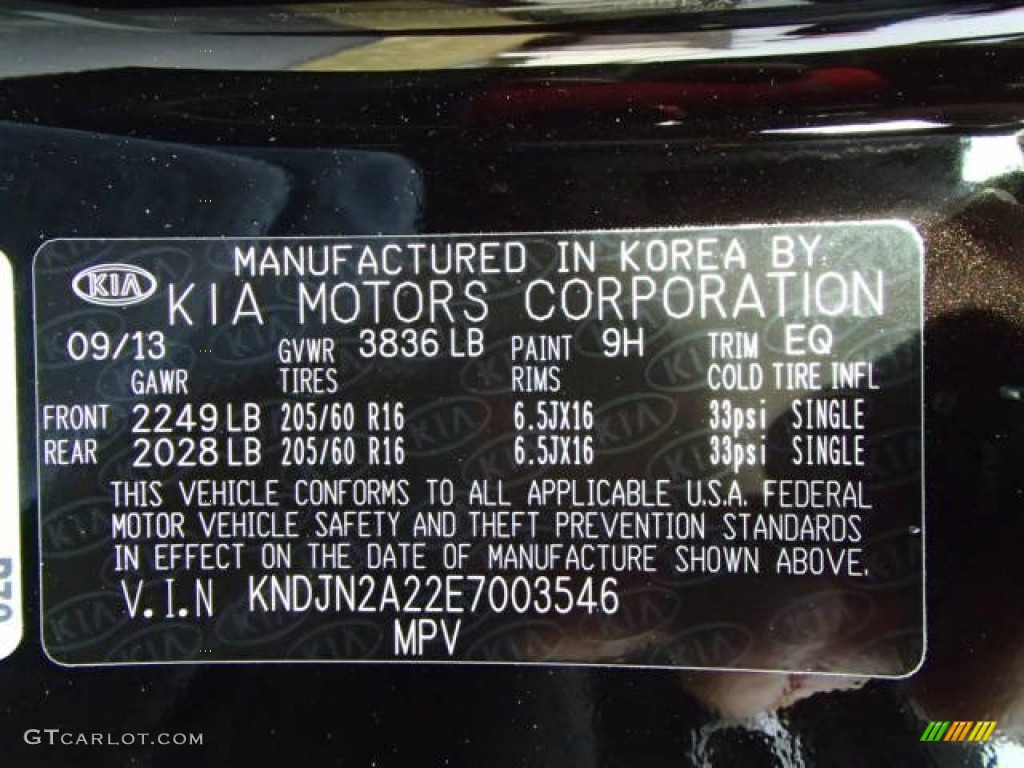 MANUFACTURED IN KOREA BY
KIA KIA MOTORS CORPORATION
09/13 GVWR 3836 LB PAINT 9H TRIM EQ
GAWR TIRES RIMS COLD TIRE INFL
FRONT 2249 LB 205/60 R16 6.5JX16 33psi SINGLE
REAR 2028 LB 205/60 R16 6.5JX16 33psi SINGLE
THIS VEHICLE CONFORMS TO ALL APPLICABLE U.S.A. FEDERAL
MOTOR VEHICLE SAFETY AND THEFT PREVENTION STANDARDS
IN EFFECT ON THE DATE OF MANUFACTURE SHOWN ABOVE.
V.I.N KNDJN2A22E7003546
MPV
GTCARLOT.COM